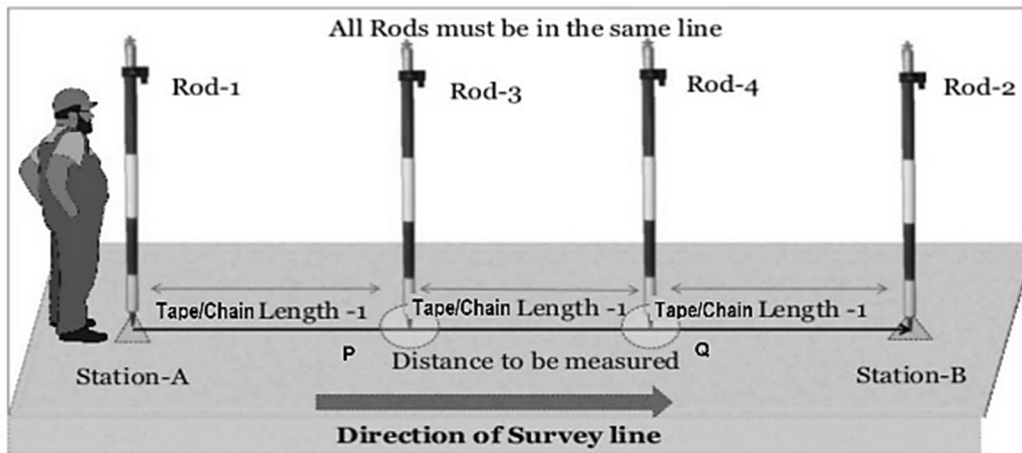 All Rods must be in the same line
Rod-1
Rod-3
Rod-4
Rod-2
Tape/Chain Length -1
Tape/Chain Length -1
Tape/Chain Length -1
P
Distance to be measured
Q
Station-A
Station-B
Direction of Survey line